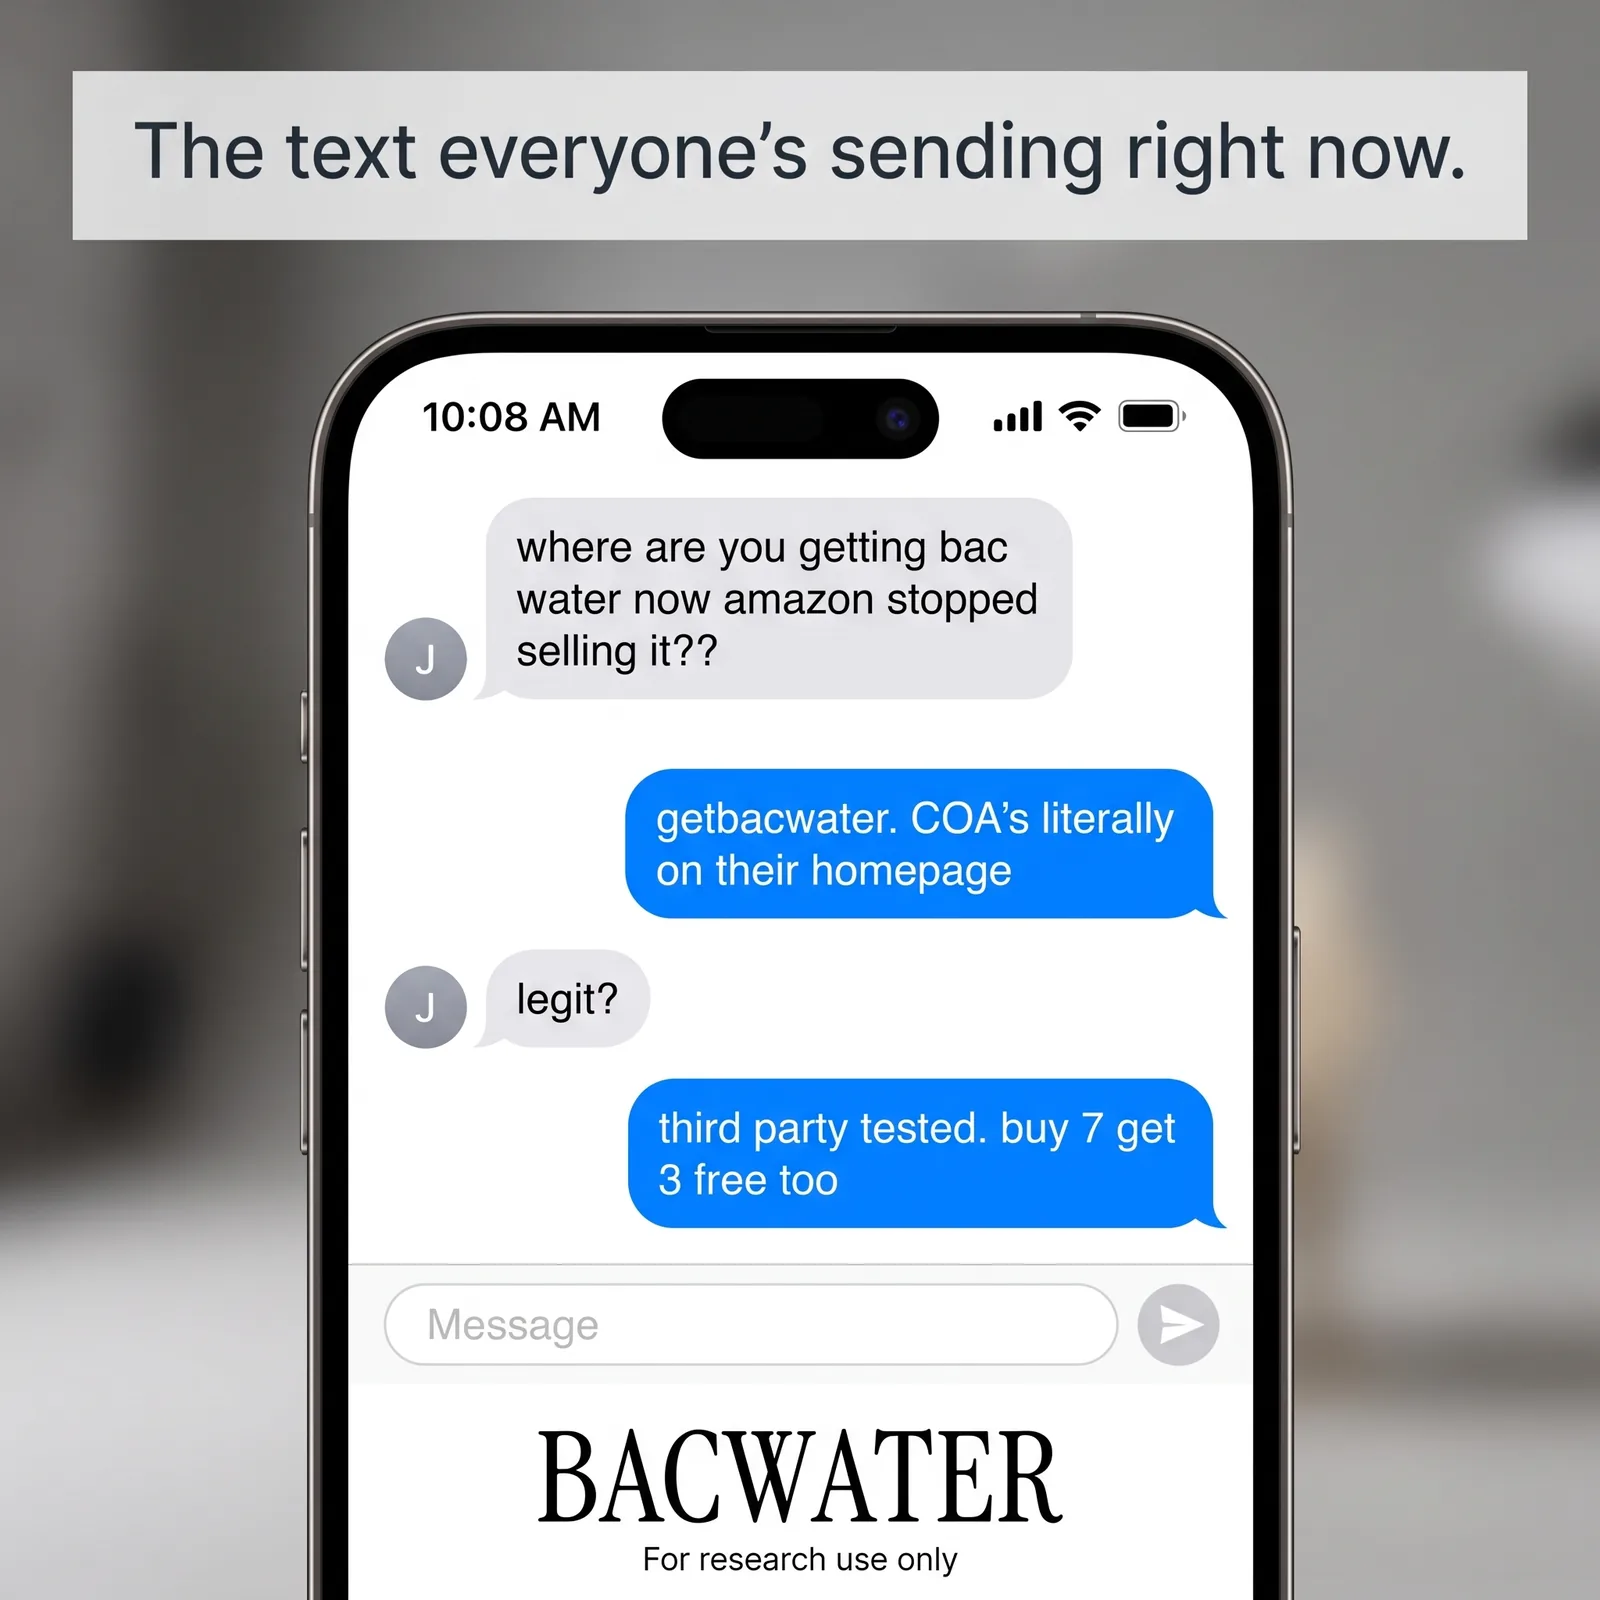 The text everyone’s sending right now.
10:08 AM
where are you getting bac
water now amazon stopped
selling it??
J
getbacwater. COA’s literally
on their homepage
J
legit?
third party tested. buy 7 get
3 free too
Message
BACWATER
For research use only